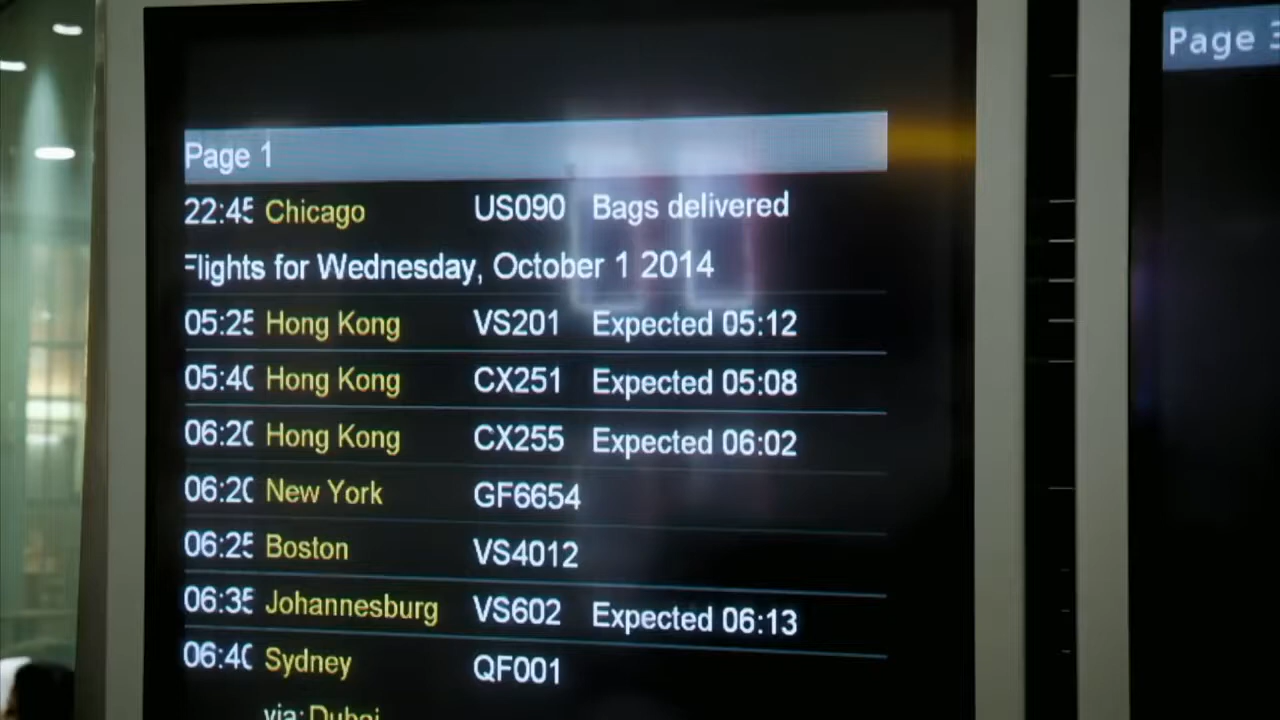 Page 1
22:45 Chicago US090 Bags delivered
Flights for Wednesday, October 1 2014
05:25 Hong Kong VS201 Expected 05:12
05:40 Hong Kong CX251 Expected 05:08
06:20 Hong Kong CX255 Expected 06:02
06:20 New York GF6654
06:25 Boston VS4012
06:35 Johannesburg VS602 Expected 06:13
06:40 Sydney QF001
via: Dubai
Page 3